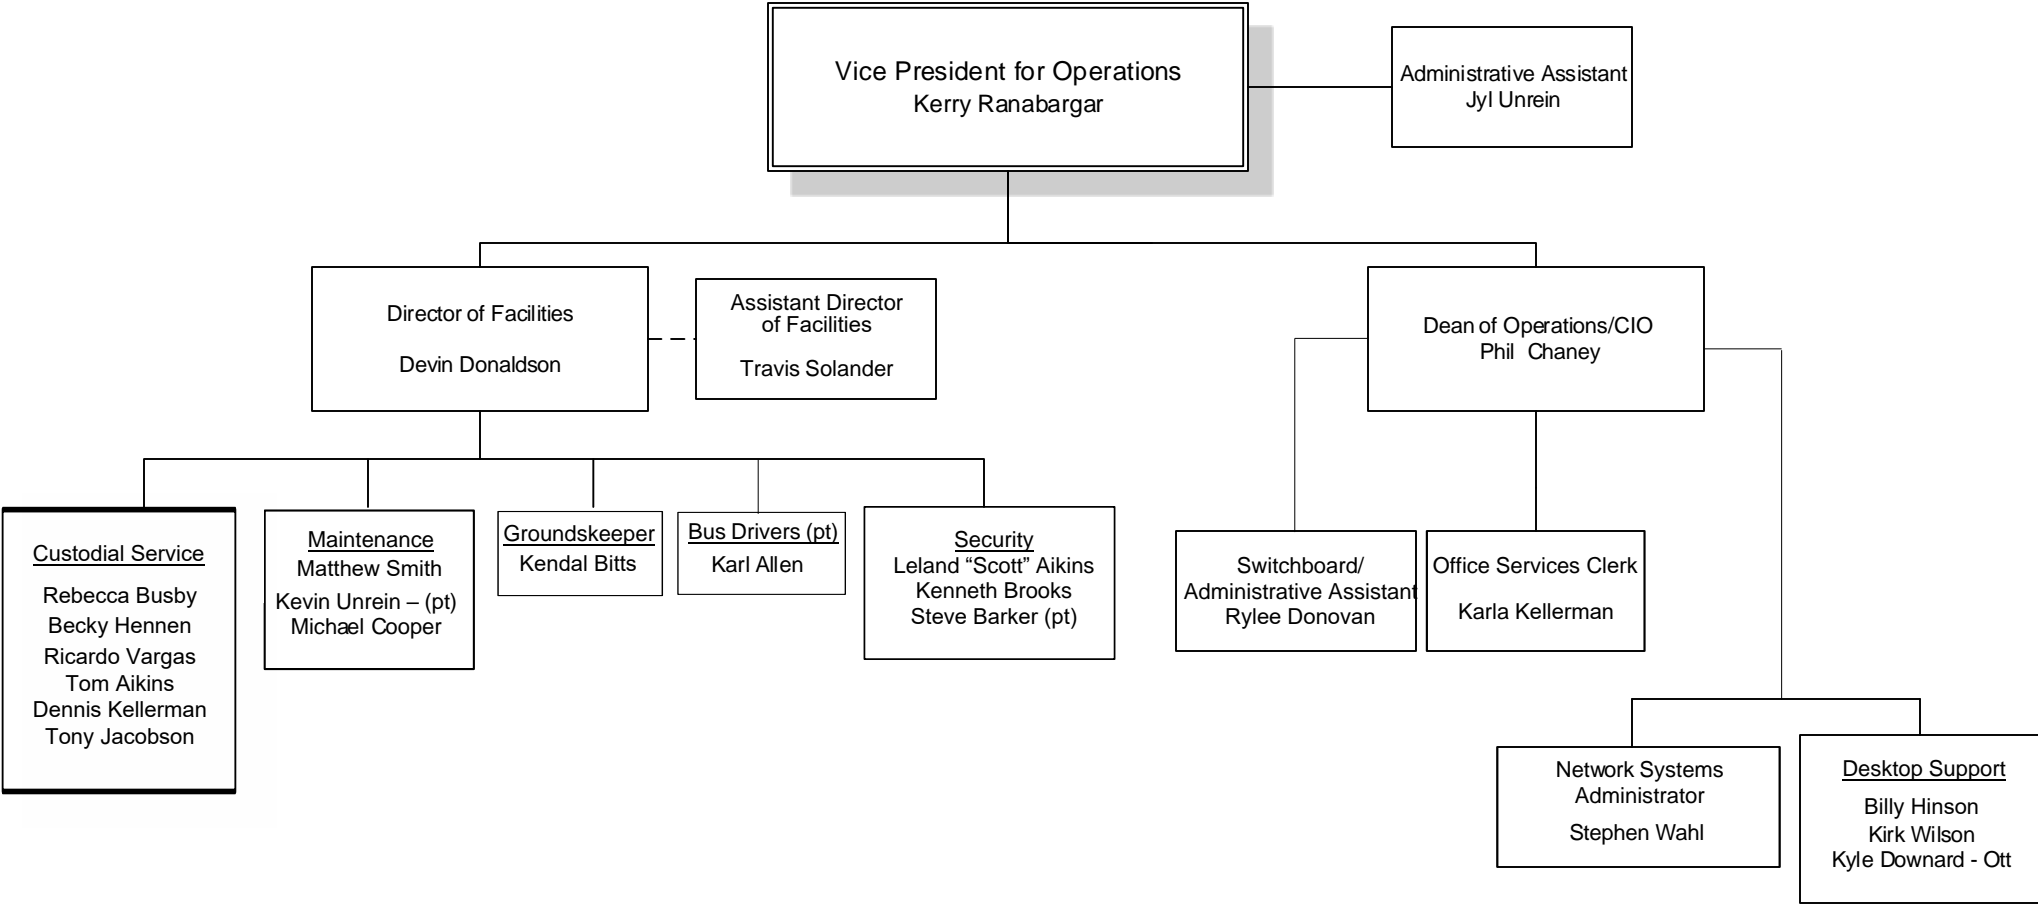 Vice President for Operations
Kerry Ranabargar
Administrative Assistant
Jyl Unrein
Director of Facilities
Devin Donaldson
Assistant Director
of Facilities
Travis Solander
Dean of Operations/CIO
Phil Chaney
Custodial Service
Rebecca Busby
Becky Hennen
Ricardo Vargas
Tom Aikins
Dennis Kellerman
Tony Jacobson
Maintenance
Matthew Smith
Kevin Unrein – (pt)
Michael Cooper
Groundskeeper
Kendal Bitts
Bus Drivers (pt)
Karl Allen
Security
Leland “Scott” Aikins
Kenneth Brooks
Steve Barker (pt)
Switchboard/
Administrative Assistant
Rylee Donovan
Office Services Clerk
Karla Kellerman
Network Systems
Administrator
Stephen Wahl
Desktop Support
Billy Hinson
Kirk Wilson
Kyle Downard - Ott